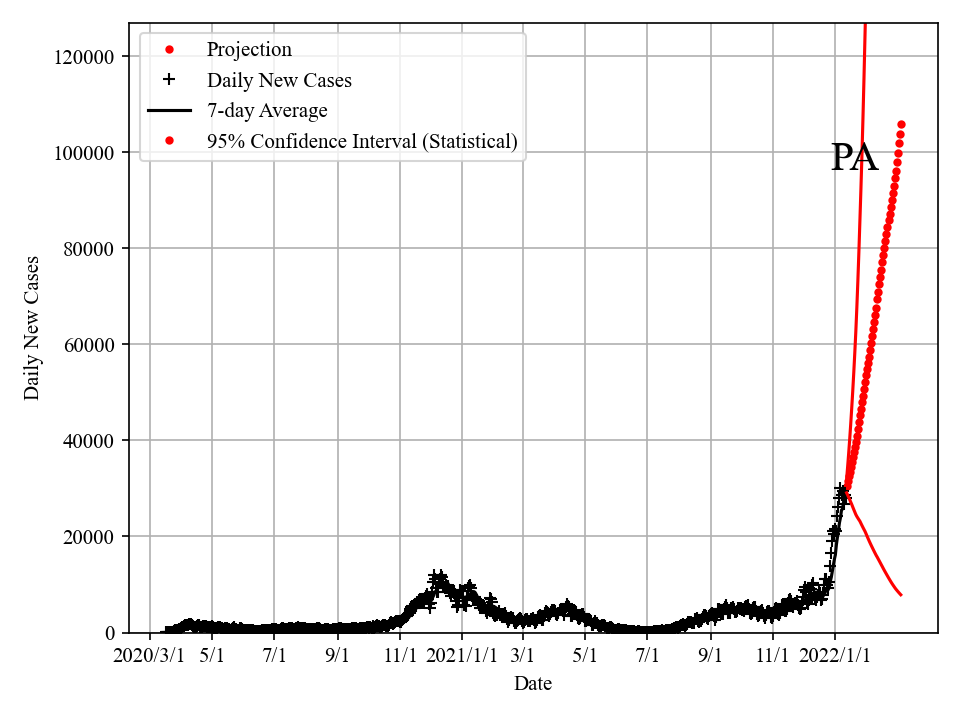 Projection
Daily New Cases
7-day Average
95% Confidence Interval (Statistical)
PA
Daily New Cases
120000
100000
80000
60000
40000
20000
0
2020/3/1 5/1 7/1 9/1 11/1 2021/1/1 3/1 5/1 7/1 9/1 11/1 2022/1/1
Date